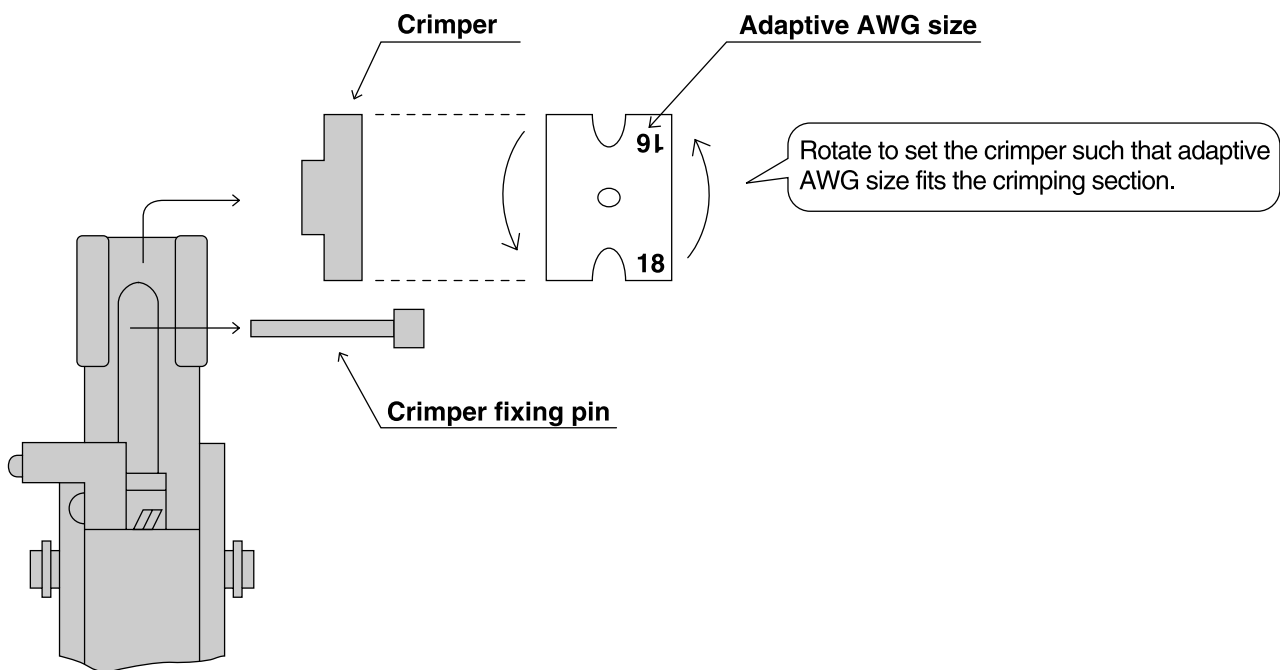 Crimper
Adaptive AWG size
16
Rotate to set the crimper such that adaptive
AWG size fits the crimping section.
18
Crimper fixing pin